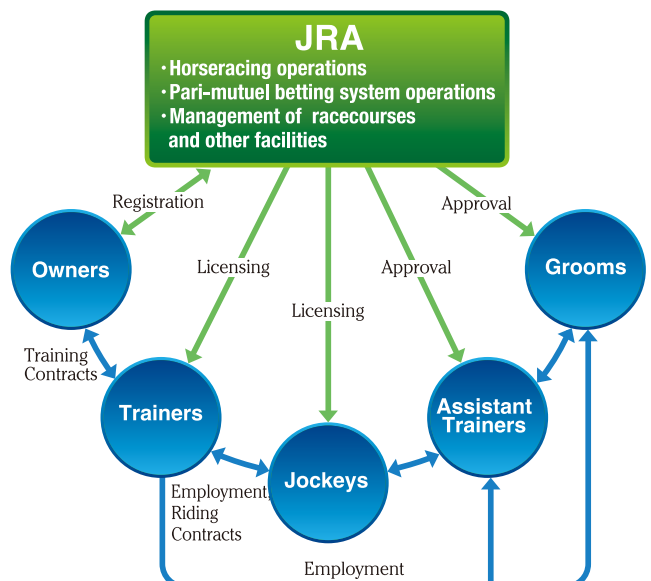 JRA
・Horseracing operations
・Pari-mutuel betting system operations
・Management of racecourses
and other facilities
Registration
Approval
Owners
Licensing
Approval
Grooms
Licensing
Training
Contracts
Trainers
Assistant
Trainers
Jockeys
Employment,
Riding
Contracts
Employment